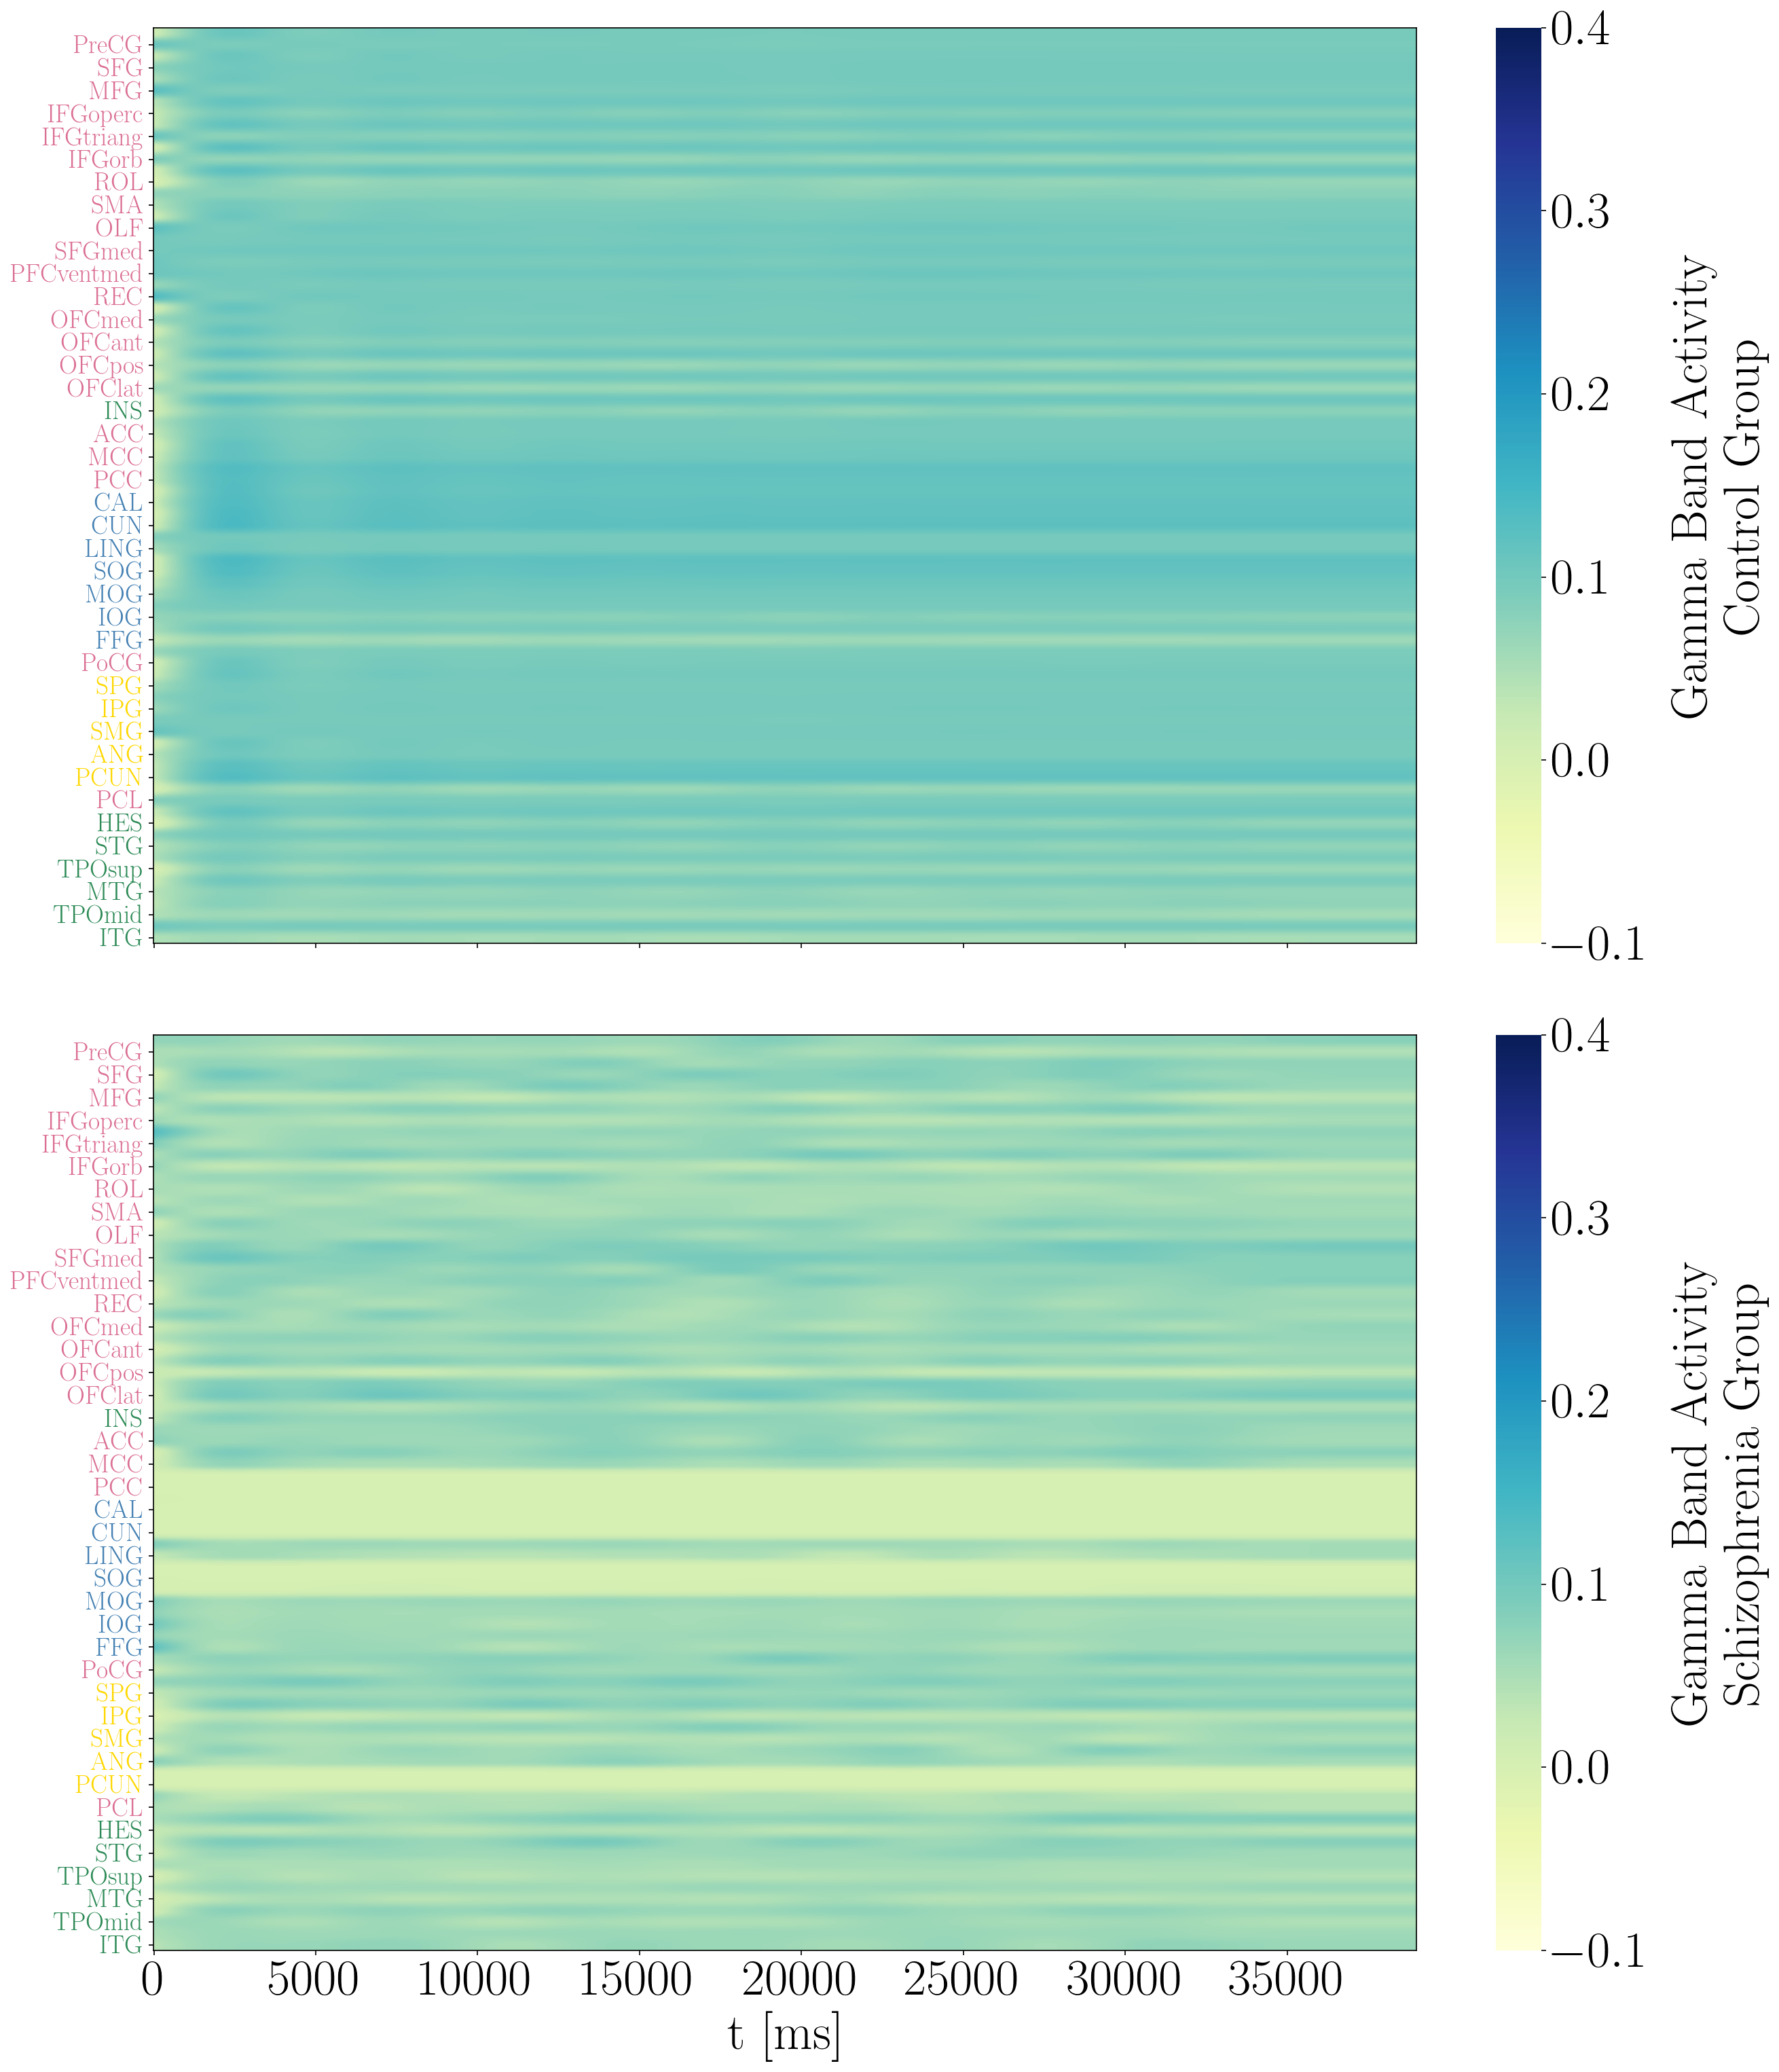 PreCG
SFG
MFG
IFGoperc
IFGtriang
IFGorb
ROL
SMA
OLF
SFGmed
PFCventmed
REC
OFCmed
OFCant
OFCpos
OFClat
INS
ACC
MCC
PCC
CAL
CUN
LING
SOG
MOG
IOG
FFG
PoCG
SPG
IPG
SMG
ANG
PCUN
PCL
HES
STG
TPOsup
MTG
TPOmid
ITG
0.4
0.3
0.2
0.1
0.0
−0.1
Gamma Band Activity
Control Group
PreCG
SFG
MFG
IFGoperc
IFGtriang
IFGorb
ROL
SMA
OLF
SFGmed
PFCventmed
REC
OFCmed
OFCant
OFCpos
OFClat
INS
ACC
MCC
PCC
CAL
CUN
LING
SOG
MOG
IOG
FFG
PoCG
SPG
IPG
SMG
ANG
PCUN
PCL
HES
STG
TPOsup
MTG
TPOmid
ITG
0 5000 10000 15000 20000 25000 30000 35000
t [ms]
0.4
0.3
0.2
0.1
0.0
−0.1
Gamma Band Activity
Schizophrenia Group